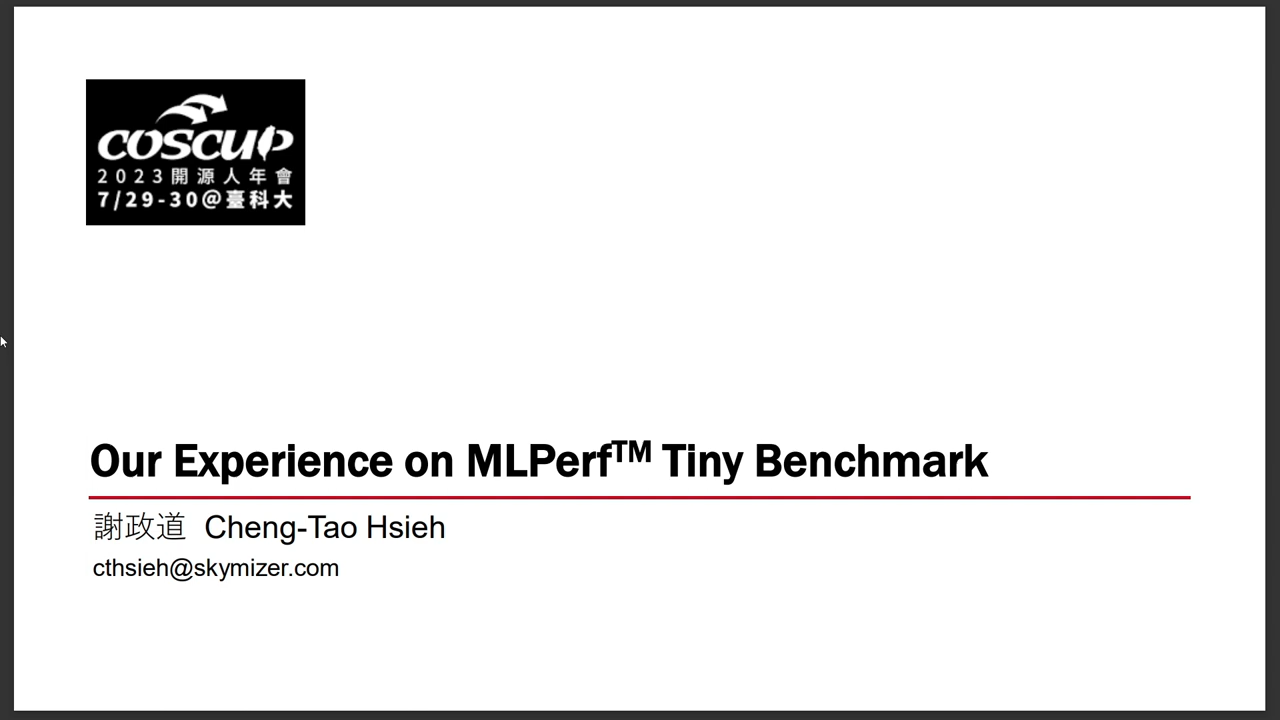 COSCUP
2023開源人年會
7/29-30@臺科大
Our Experience on MLPerf™ Tiny Benchmark
謝政道 Cheng-Tao Hsieh
cthsieh@skymizer.com